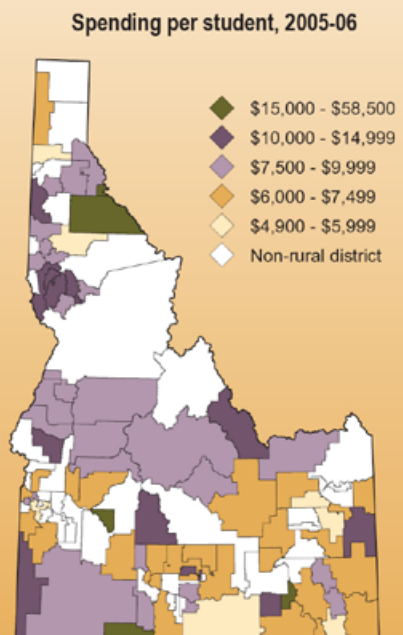 Spending per student, 2005-06
$15,000 - $58,500
$10,000 - $14,999
$7,500 - $9,999
$6,000 - $7,499
$4,900 - $5,999
Non-rural district